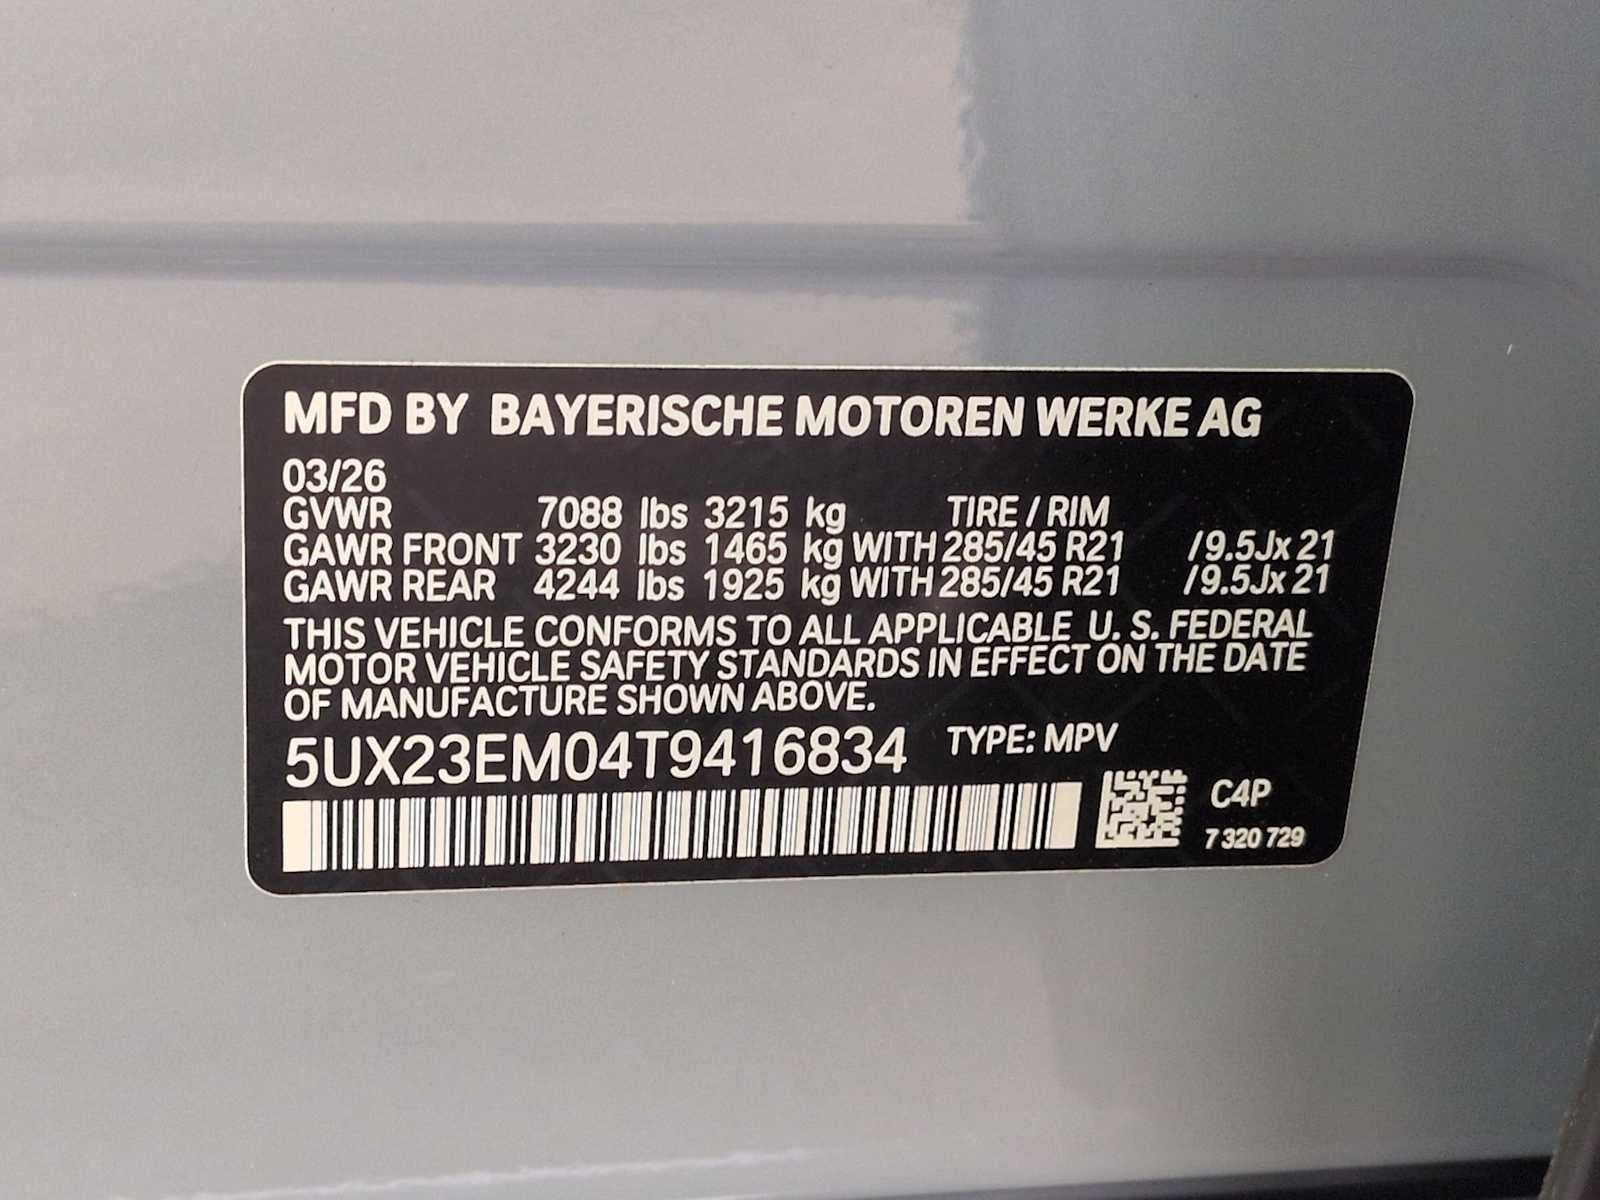 MFD BY BAYERISCHE MOTOREN WERKE AG
03/26
GVWR 7088 lbs 3215 kg TIRE / RIM
GAWR FRONT 3230 lbs 1465 kg WITH 285/45 R21 /9.5Jx 21
GAWR REAR 4244 lbs 1925 kg WITH 285/45 R21 /9.5Jx 21
THIS VEHICLE CONFORMS TO ALL APPLICABLE U. S. FEDERAL
MOTOR VEHICLE SAFETY STANDARDS IN EFFECT ON THE DATE
OF MANUFACTURE SHOWN ABOVE.
5UX23EM04T9416834 TYPE: MPV
C4P
7 320 729